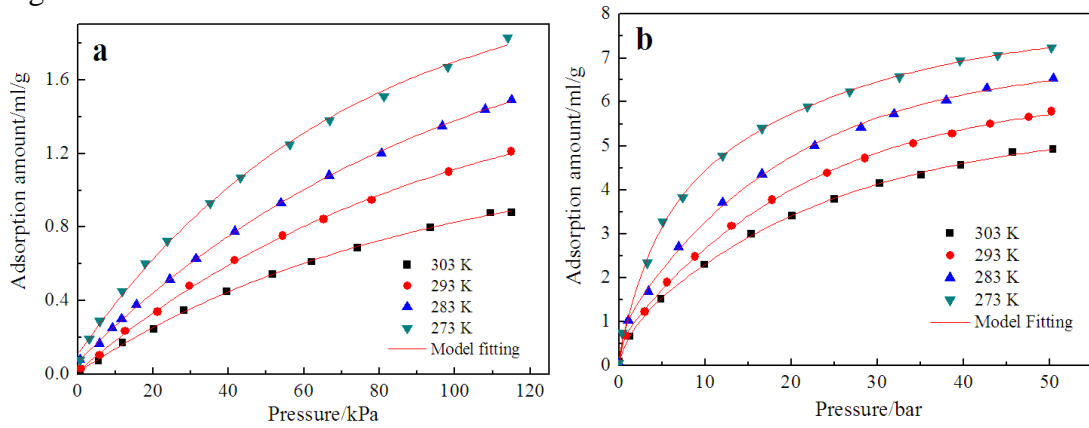 a
Adsorption amount/ml/g
1.6
1.2
0.8
0.4
0.0
0 20 40 60 80 100 120
Pressure/kPa
303 K
293 K
283 K
273 K
Model fitting
b
Adsorption amount/ml/g
8
7
6
5
4
3
2
1
0
0 10 20 30 40 50
Pressure/bar
303 K
293 K
283 K
273 K
Model Fitting